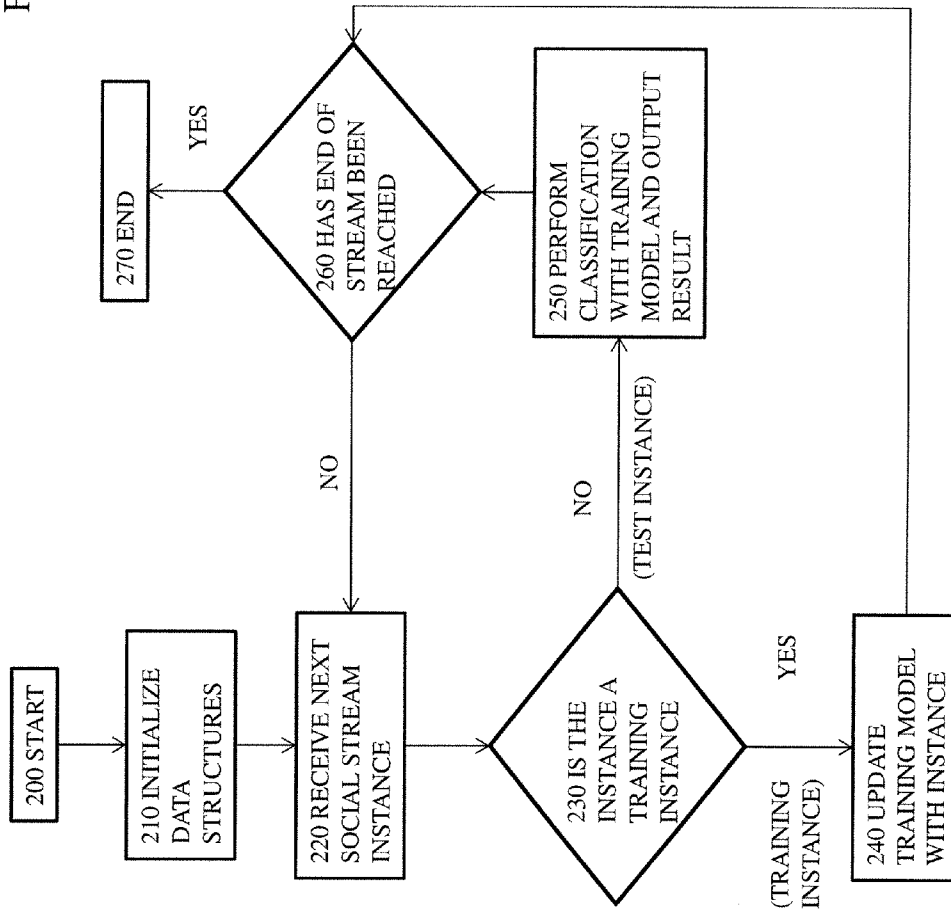 F
200 START
210 INITIALIZE
DATA
STRUCTURES
220 RECEIVE NEXT
SOCIAL STREAM
INSTANCE
230 IS THE
INSTANCE A
TRAINING
INSTANCE
YES
(TRAINING
INSTANCE)
240 UPDATE
TRAINING MODEL
WITH INSTANCE
NO
(TEST INSTANCE)
250 PERFORM
CLASSIFICATION
WITH TRAINING
MODEL AND OUTPUT
RESULT
260 HAS END OF
STREAM BEEN
REACHED
NO
YES
270 END